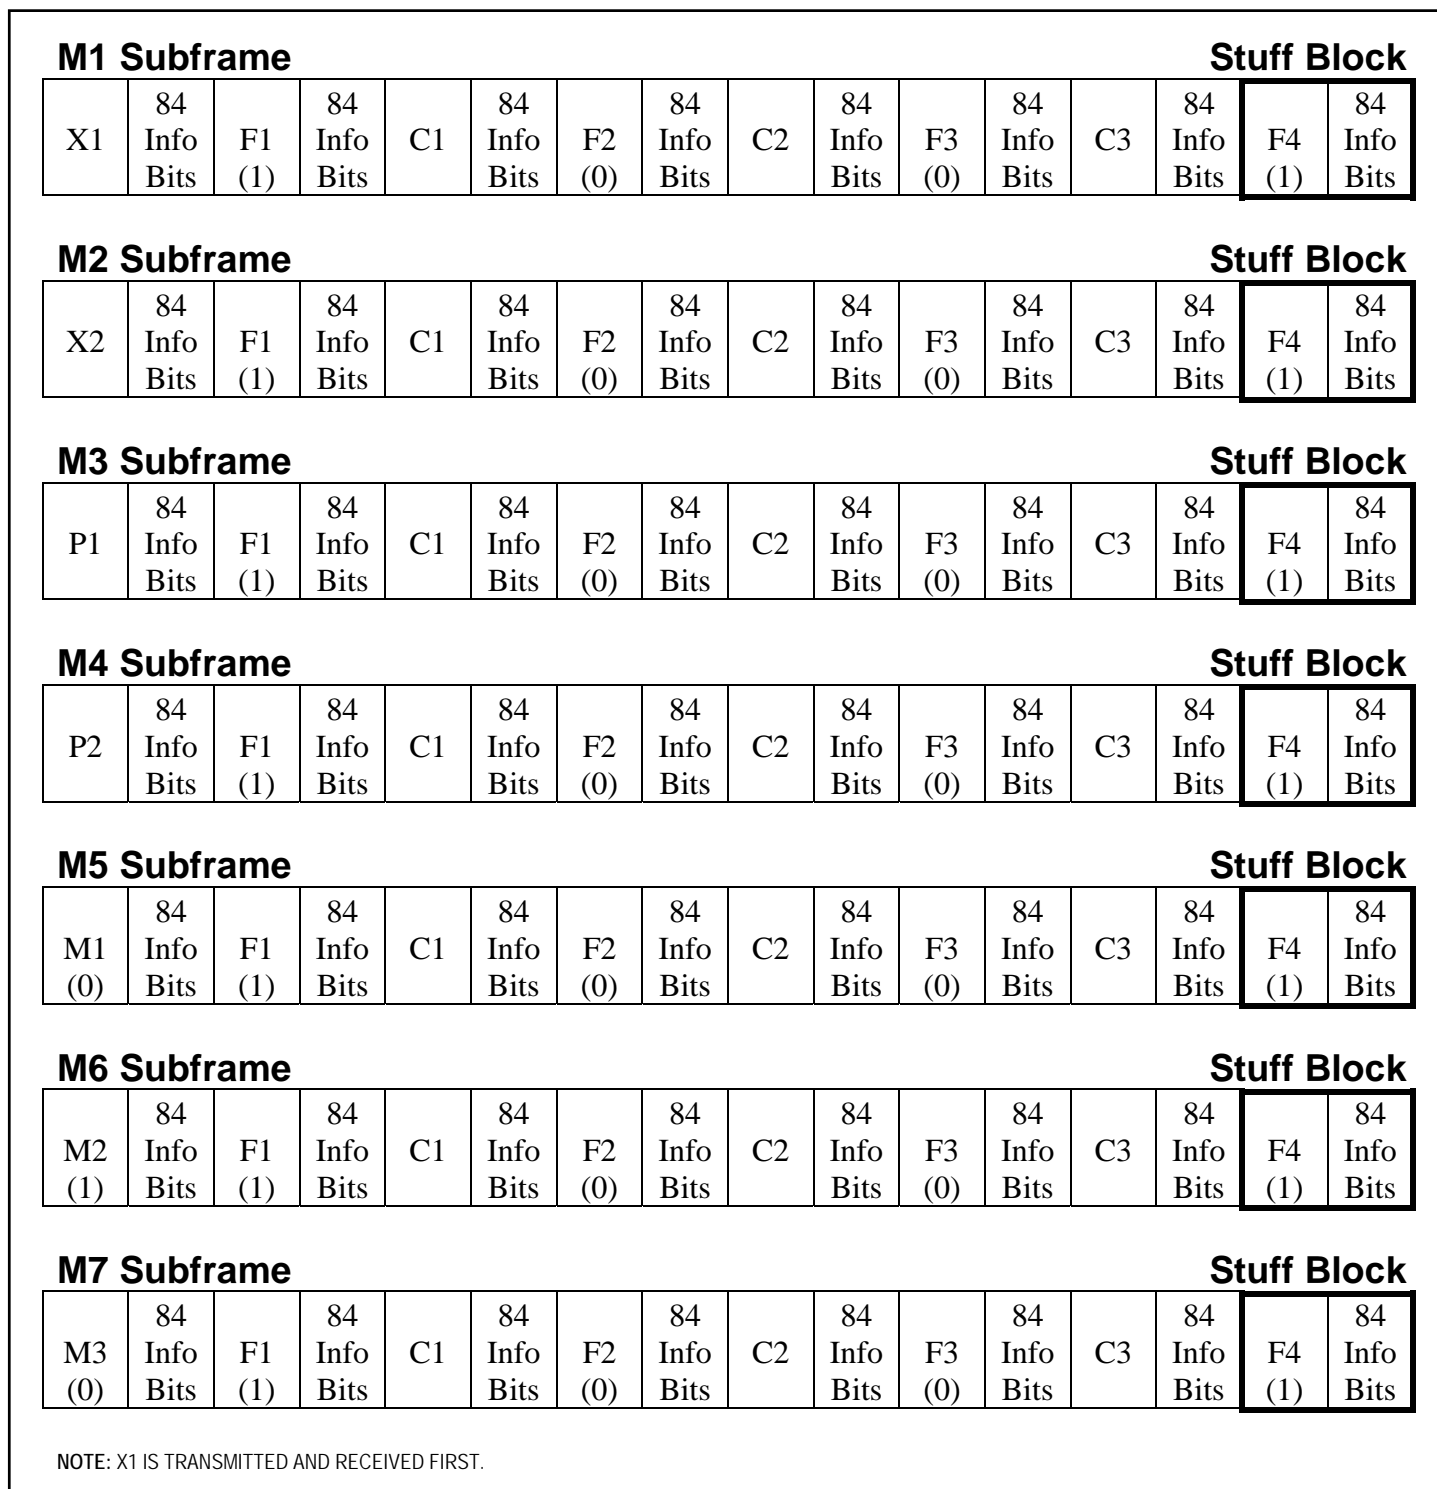 M1 Subframe Stuff Block
84 84 84 84 84 84 84 84
X1 Info F1 Info C1 Info F2 Info C2 Info F3 Info C3 Info F4 Info
Bits (1) Bits Bits (0) Bits Bits (0) Bits Bits (1) Bits
M2 Subframe Stuff Block
84 84 84 84 84 84 84 84
X2 Info F1 Info C1 Info F2 Info C2 Info F3 Info C3 Info F4 Info
Bits (1) Bits Bits (0) Bits Bits (0) Bits Bits (1) Bits
M3 Subframe Stuff Block
84 84 84 84 84 84 84 84
P1 Info F1 Info C1 Info F2 Info C2 Info F3 Info C3 Info F4 Info
Bits (1) Bits Bits (0) Bits Bits (0) Bits Bits (1) Bits
M4 Subframe Stuff Block
84 84 84 84 84 84 84 84
P2 Info F1 Info C1 Info F2 Info C2 Info F3 Info C3 Info F4 Info
Bits (1) Bits Bits (0) Bits Bits (0) Bits Bits (1) Bits
M5 Subframe Stuff Block
84 84 84 84 84 84 84 84
M1 Info F1 Info C1 Info F2 Info C2 Info F3 Info C3 Info F4 Info
(0) Bits (1) Bits Bits (0) Bits Bits (0) Bits Bits (1) Bits
M6 Subframe Stuff Block
84 84 84 84 84 84 84 84
M2 Info F1 Info C1 Info F2 Info C2 Info F3 Info C3 Info F4 Info
(1) Bits (1) Bits Bits (0) Bits Bits (0) Bits Bits (1) Bits
M7 Subframe Stuff Block
84 84 84 84 84 84 84 84
M3 Info F1 Info C1 Info F2 Info C2 Info F3 Info C3 Info F4 Info
(0) Bits (1) Bits Bits (0) Bits Bits (0) Bits Bits (1) Bits
NOTE: X1 IS TRANSMITTED AND RECEIVED FIRST.